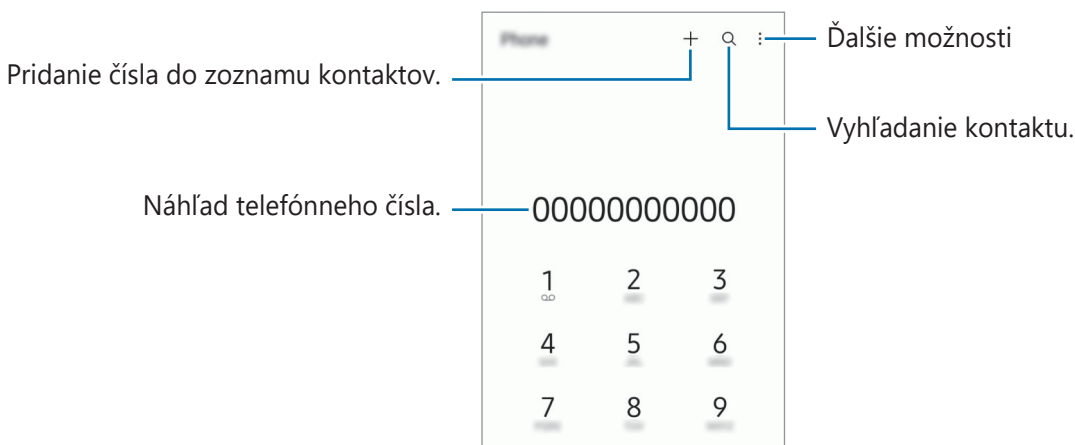 Phone
Ďalšie možnosti
Pridanie čísla do zoznamu kontaktov.
Vyhľadanie kontaktu.
Náhľad telefónneho čísla.
00000000000
1 2 3
4 5 6
7 8 9